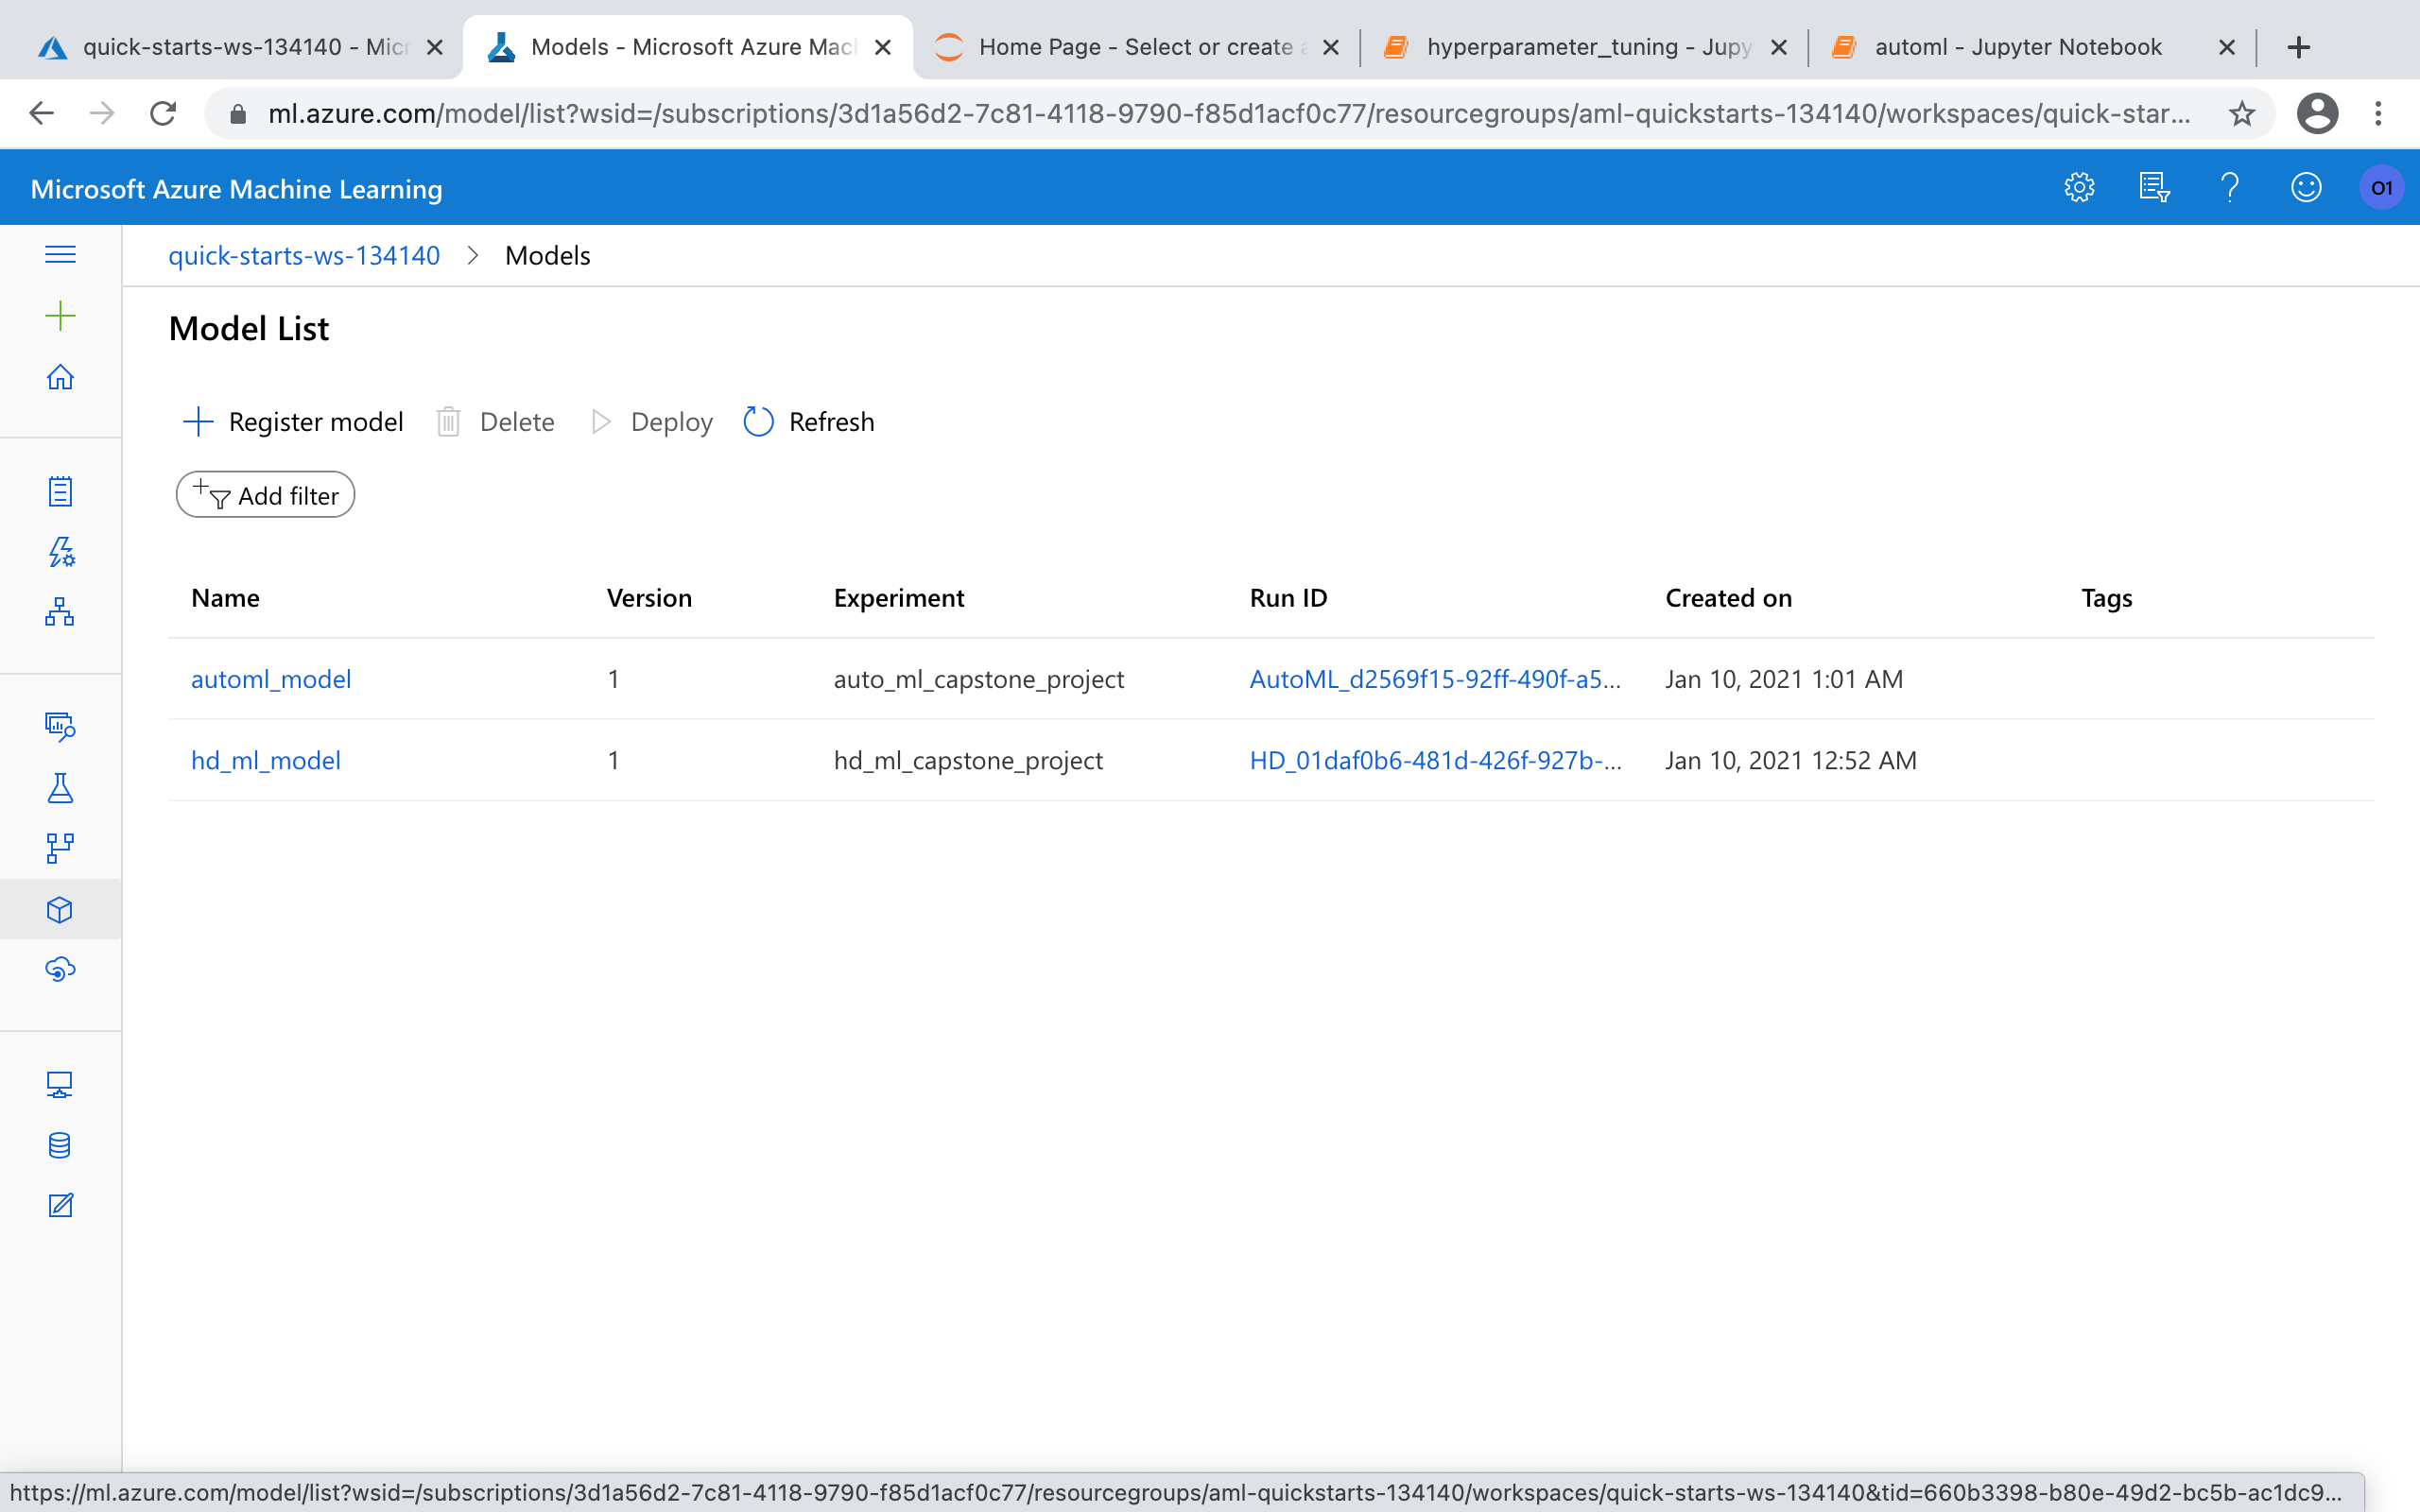 quick-starts-ws-134140 - Micr
Models - Microsoft Azure Mach
Home Page - Select or create a
hyperparameter_tuning - Jupy
automl - Jupyter Notebook
ml.azure.com/model/list?wsid=/subscriptions/3d1a56d2-7c81-4118-9790-f85d1acf0c77/resourcegroups/aml-quickstarts-134140/workspaces/quick-star...
Microsoft Azure Machine Learning
O1
quick-starts-ws-134140 > Models
Model List
Register model Delete Deploy Refresh
Add filter
Name Version Experiment Run ID Created on Tags
automl_model 1 auto_ml_capstone_project AutoML_d2569f15-92ff-490f-a5... Jan 10, 2021 1:01 AM
hd_ml_model 1 hd_ml_capstone_project HD_01daf0b6-481d-426f-927b-... Jan 10, 2021 12:52 AM
https://ml.azure.com/model/list?wsid=/subscriptions/3d1a56d2-7c81-4118-9790-f85d1acf0c77/resourcegroups/aml-quickstarts-134140/workspaces/quick-starts-ws-134140&tid=660b3398-b80e-49d2-bc5b-ac1dc9...